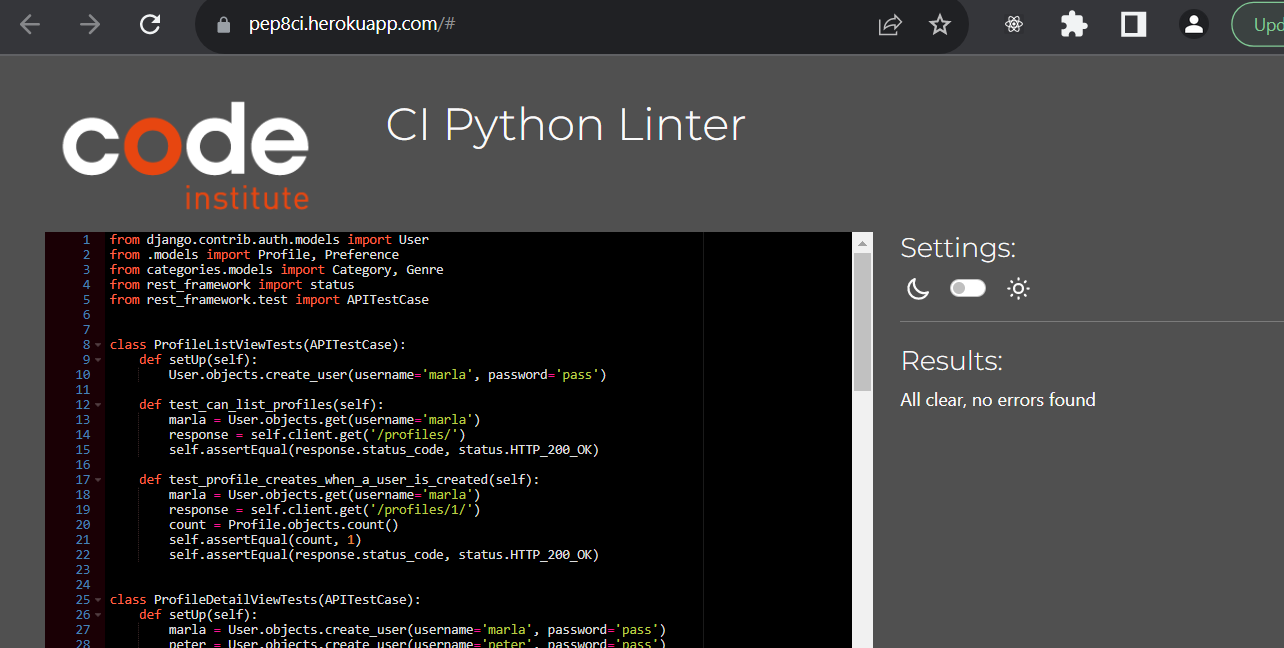 pep8ci.herokuapp.com/#
Upd
code
institute
CI Python Linter
1 from django.contrib.auth.models import User
2 from .models import Profile, Preference
3 from categories.models import Category, Genre
4 from rest_framework import status
5 from rest_framework.test import APITestCase
6
7
8 class ProfileListViewTests(APITestCase):
9     def setUp(self):
10         User.objects.create_user(username='marla', password='pass')
11
12     def test_can_list_profiles(self):
13         marla = User.objects.get(username='marla')
14         response = self.client.get('/profiles/')
15         self.assertEqual(response.status_code, status.HTTP_200_OK)
16
17     def test_profile_creates_when_a_user_is_created(self):
18         marla = User.objects.get(username='marla')
19         response = self.client.get('/profiles/1/')
20         count = Profile.objects.count()
21         self.assertEqual(count, 1)
22         self.assertEqual(response.status_code, status.HTTP_200_OK)
23
24
25 class ProfileDetailViewTests(APITestCase):
26     def setUp(self):
27         marla = User.objects.create_user(username='marla', password='pass')
28         peter = User.objects.create_user(username='peter', password='pass')
Settings:
Results:
All clear, no errors found